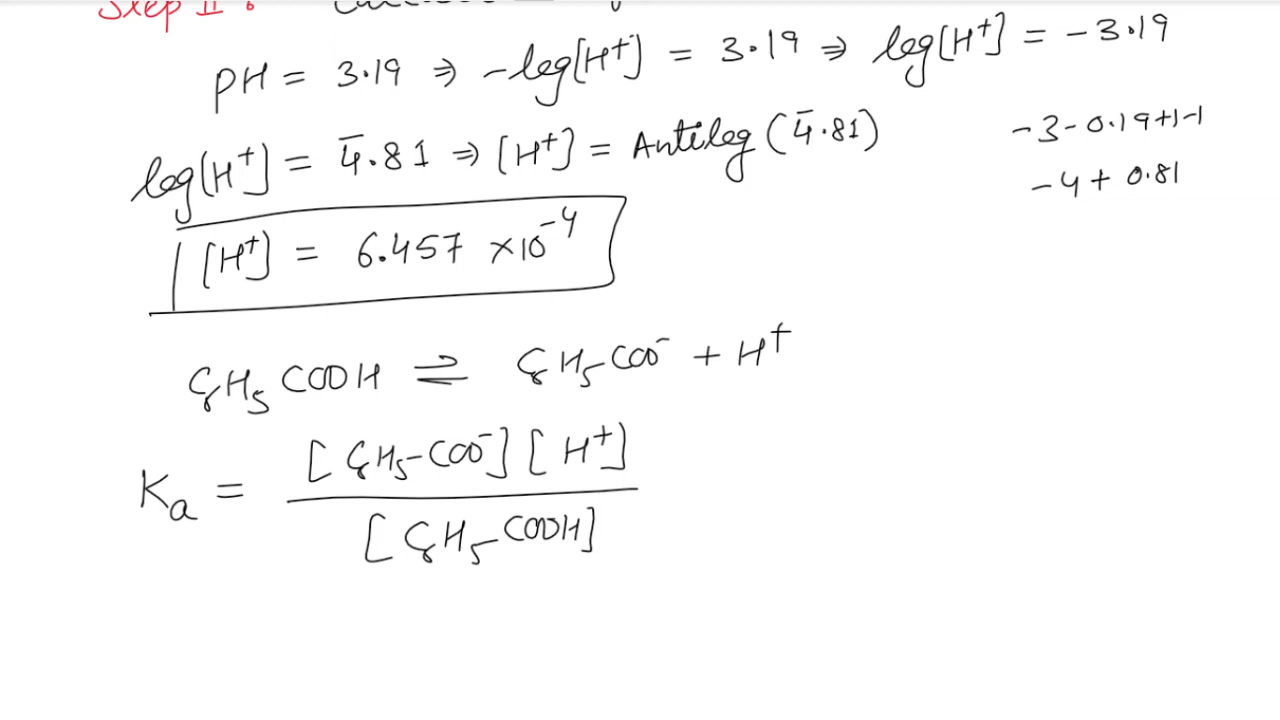 Step II :
pH = 3.19 ⇒ -log[H⁺] = 3.19 ⇒ log[H⁺] = -3.19
log[H⁺] = 4̅.81 ⇒ [H⁺] = Antilog (4̅.81)
-3-0.19+1-1
-4+0.81
[H⁺] = 6.457 ×10⁻⁴
C₆H₅COOH ⇌ C₆H₅COO⁻ + H⁺
Ka = [C₆H₅-COO⁻][H⁺]
[C₆H₅-COOH]